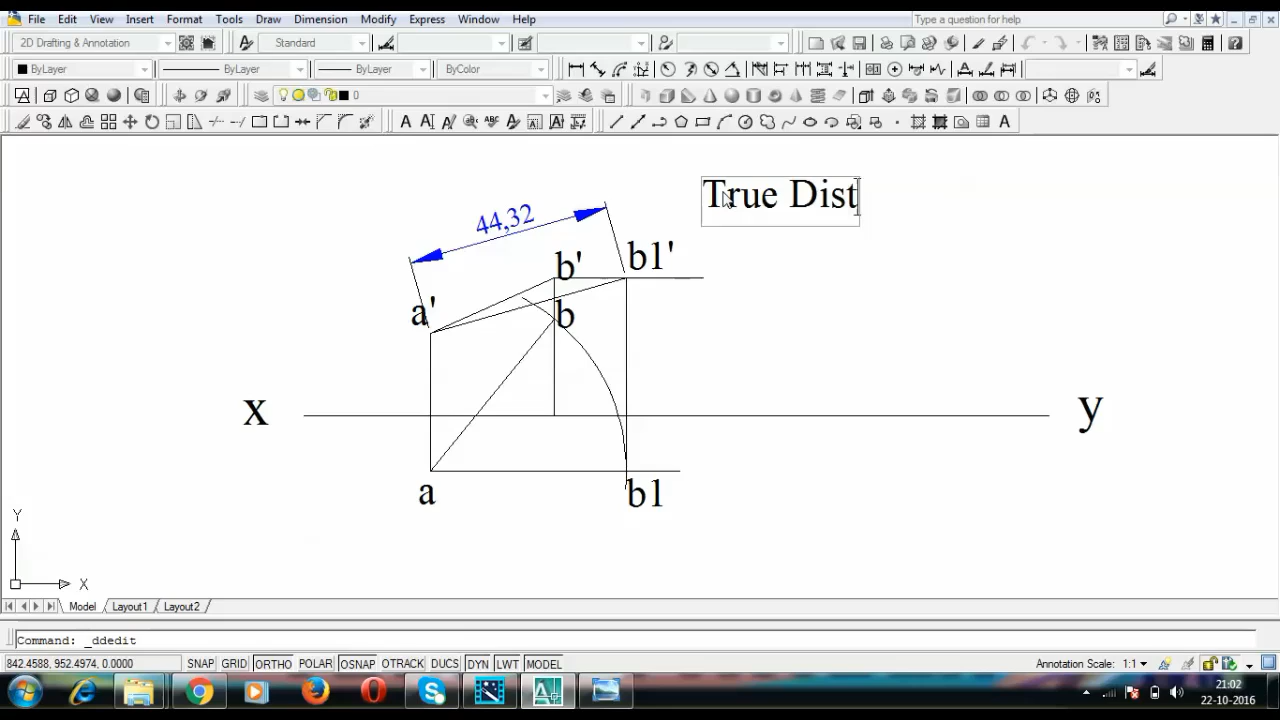 File Edit View Insert Format Tools Draw Dimension Modify Express Window Help
Type a question for help
2D Drafting & Annotation
Standard
ByLayer ByLayer ByLayer ByColor
0
True Dist
44,32
b1'
b'
a'
b
x
y
a
b1
Y
X
Model Layout1 Layout2
Command: _ddedit
842.4588, 952.4974, 0.0000 SNAP GRID ORTHO POLAR OSNAP OTRACK DUCS DYN LWT MODEL Annotation Scale: 1:1
21:02
22-10-2016